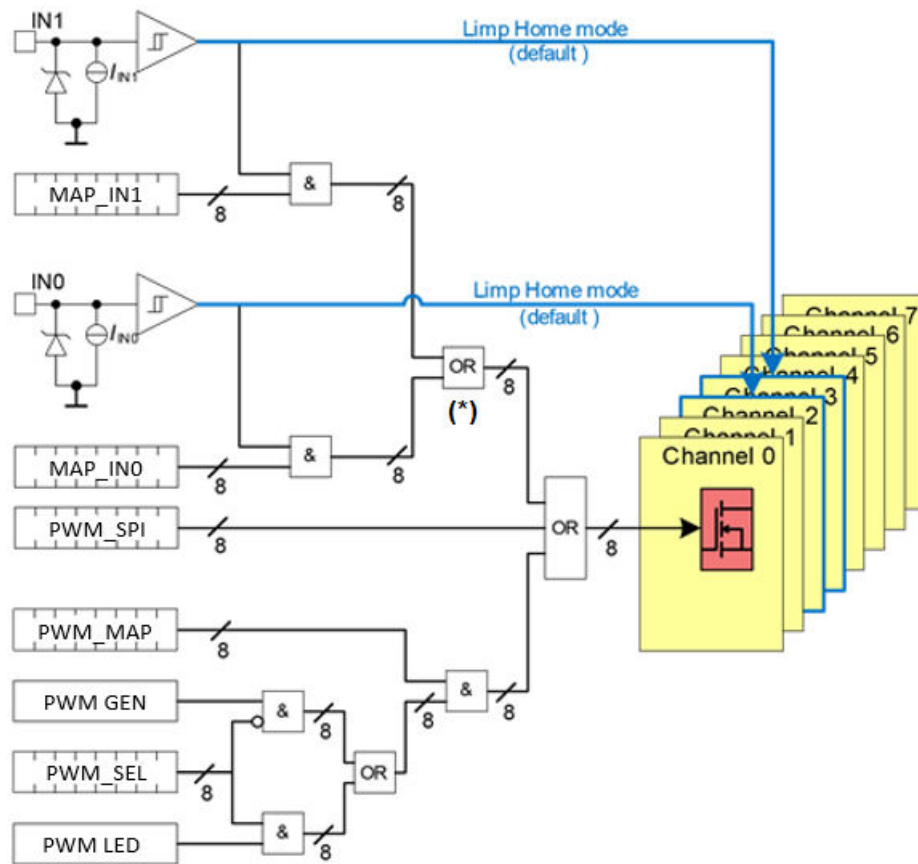 IN1
IIN1
Limp Home mode
(default )
MAP_IN1
8
&
8
IN0
IIN0
Limp Home mode
(default )
OR
8
(*)
MAP_IN0
8
&
8
PWM_SPI
8
OR
8
Channel 7
Channel 6
Channel 5
Channel 4
Channel 3
Channel 2
Channel 1
Channel 0
PWM_MAP
8
&
8
PWM GEN
&
8
8
PWM_SEL
8
OR
PWM LED
&
8